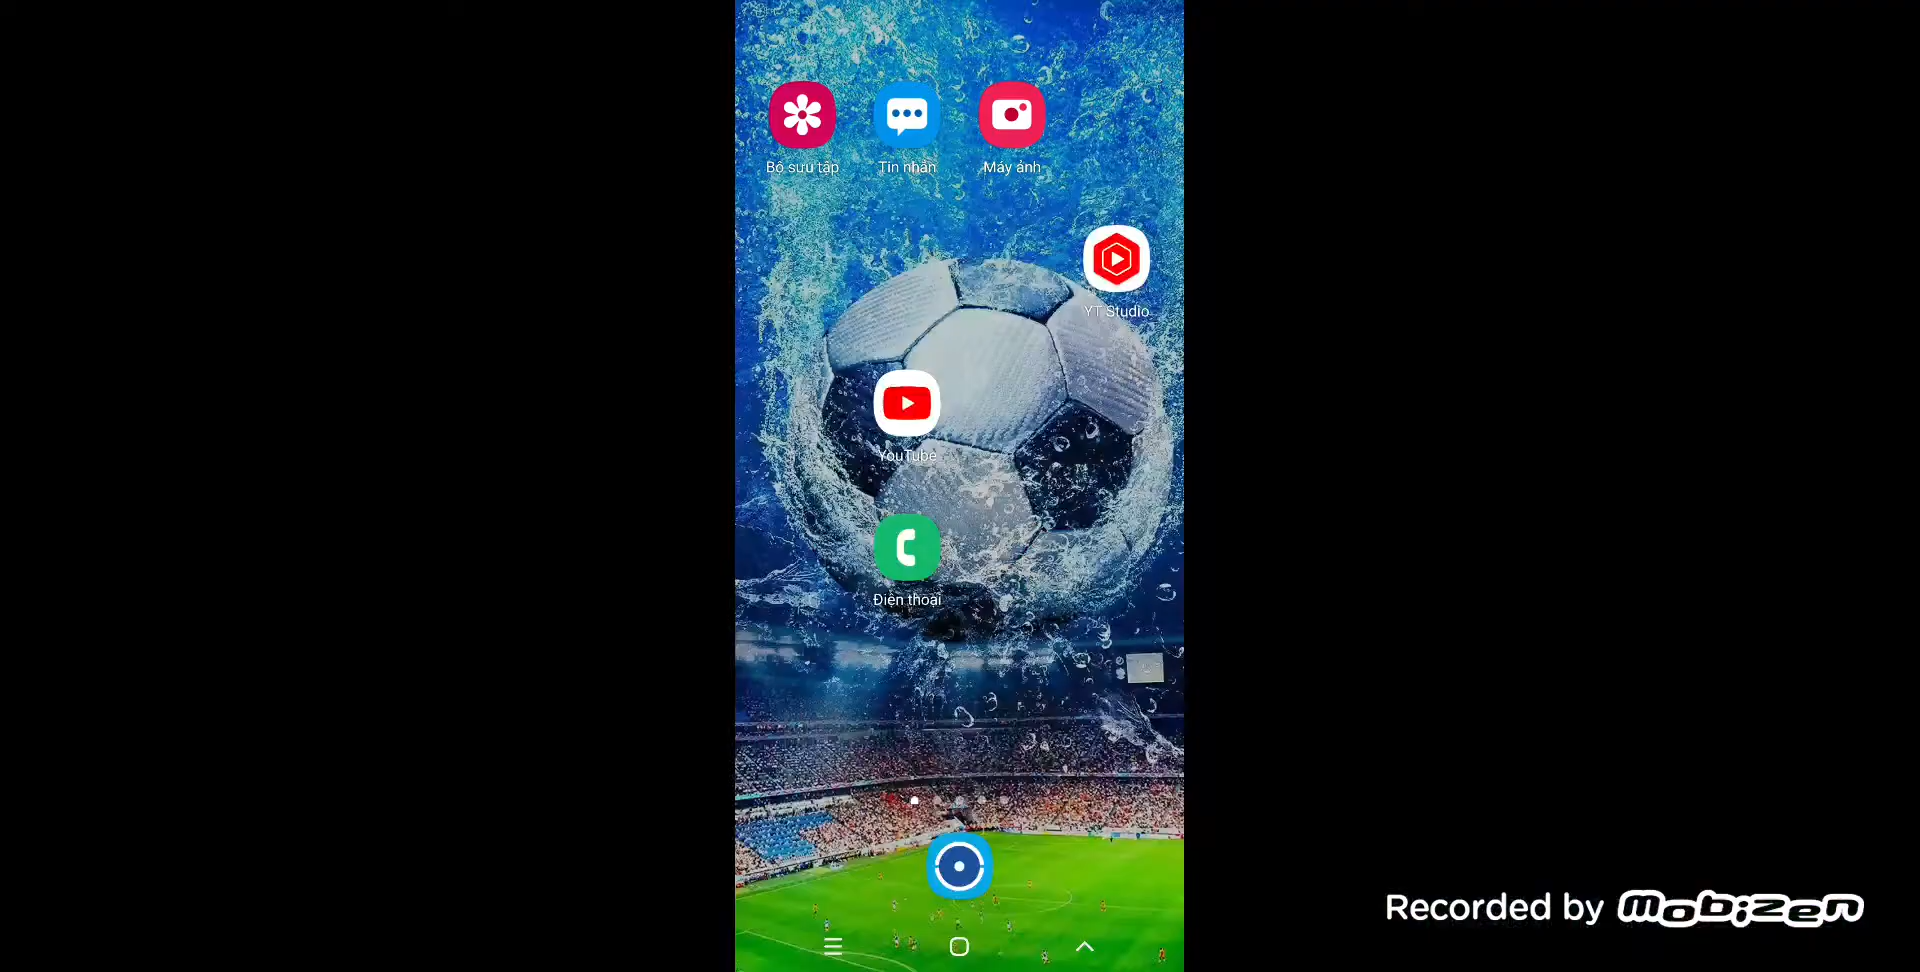 Bộ sưu tập
Tin nhắn
Máy ảnh
YT Studio
YouTube
Điện thoại
Recorded by Mobizen